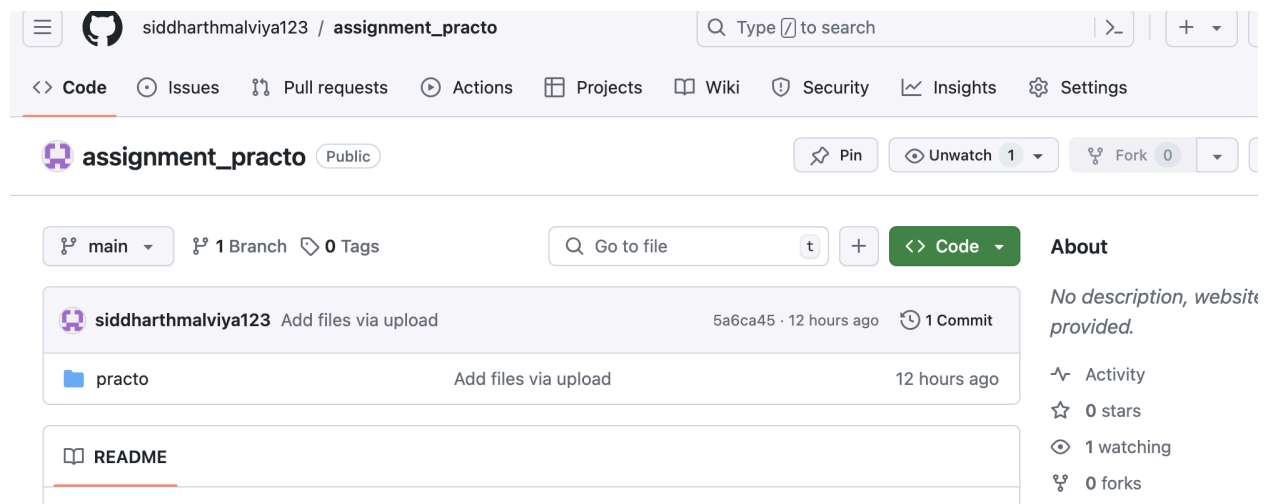 siddharthmalviya123 / assignment_practo
Type / to search
Code Issues Pull requests Actions Projects Wiki Security Insights Settings
assignment_practo Public Pin Unwatch 1 Fork 0
main 1 Branch 0 Tags Go to file t + Code
siddharthmalviya123 Add files via upload 5a6ca45 · 12 hours ago 1 Commit
practo Add files via upload 12 hours ago
README
About
No description, website
provided.
Activity
0 stars
1 watching
0 forks